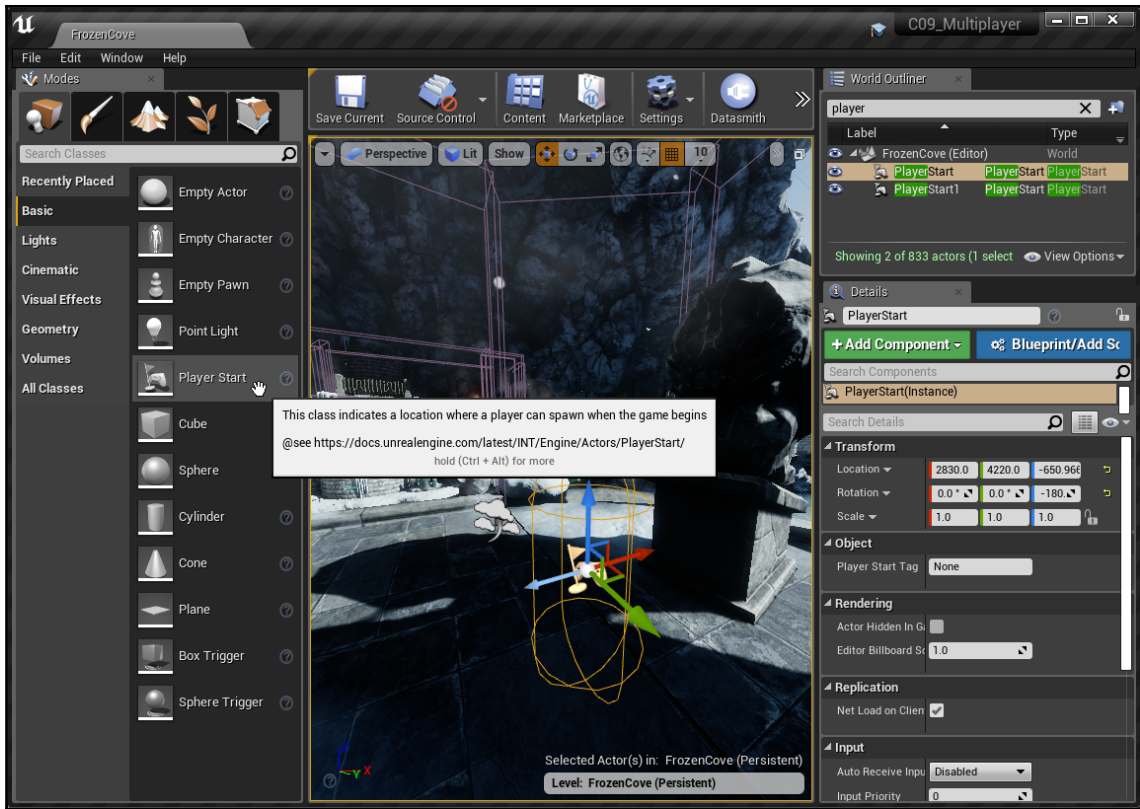 FrozenCove
C09_Multiplayer
File Edit Window Help
Modes
Search Classes
Recently Placed
Basic
Lights
Cinematic
Visual Effects
Geometry
Volumes
All Classes
Empty Actor
Empty Character
Empty Pawn
Point Light
Player Start
Cube
Sphere
Cylinder
Cone
Plane
Box Trigger
Sphere Trigger
Save Current Source Control Content Marketplace Settings Datasmith
Perspective Lit Show 10
This class indicates a location where a player can spawn when the game begins
@see https://docs.unrealengine.com/latest/INT/Engine/Actors/PlayerStart/
hold (Ctrl + Alt) for more
Z Y X
Selected Actor(s) in: FrozenCove (Persistent)
Level: FrozenCove (Persistent)
World Outliner
player
Label Type
FrozenCove (Editor) World
PlayerStart PlayerStart PlayerStart
PlayerStart1 PlayerStart PlayerStart
Showing 2 of 833 actors (1 select View Options
Details
PlayerStart
+Add Component Blueprint/Add Sc
Search Components
PlayerStart(Instance)
Search Details
Transform
Location 2830.0 4220.0 -650.966
Rotation 0.0° 0.0° -180.
Scale 1.0 1.0 1.0
Object
Player Start Tag None
Rendering
Actor Hidden In Ga
Editor Billboard Sc 1.0
Replication
Net Load on Clien
Input
Auto Receive Inpu Disabled
Input Priority 0